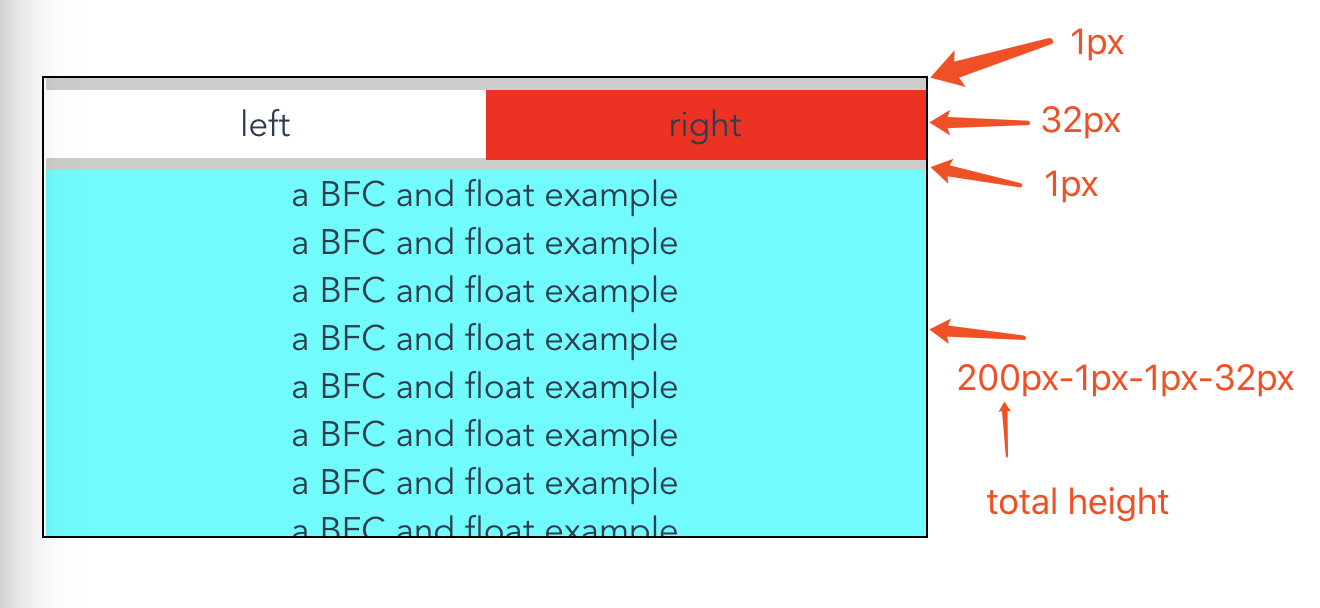 1px
left
right
32px
1px
a BFC and float example
a BFC and float example
a BFC and float example
a BFC and float example
a BFC and float example
200px-1px-1px-32px
a BFC and float example
a BFC and float example
total height
a BFC and float example